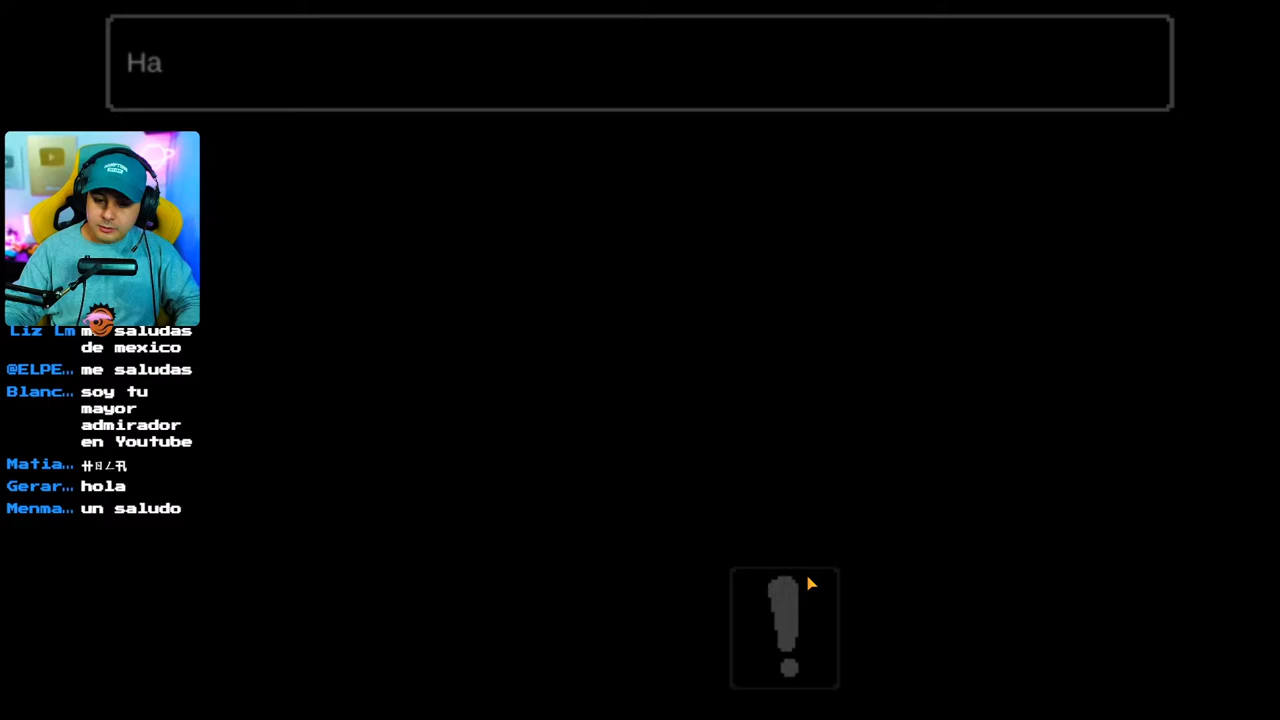 Ha
Liz Lm saludas
de mexico
@ELPE… me saludas
Blanc… soy tu
mayor
admirador
en Youtube
Matia…
Gerar… hola
Menma… un saludo